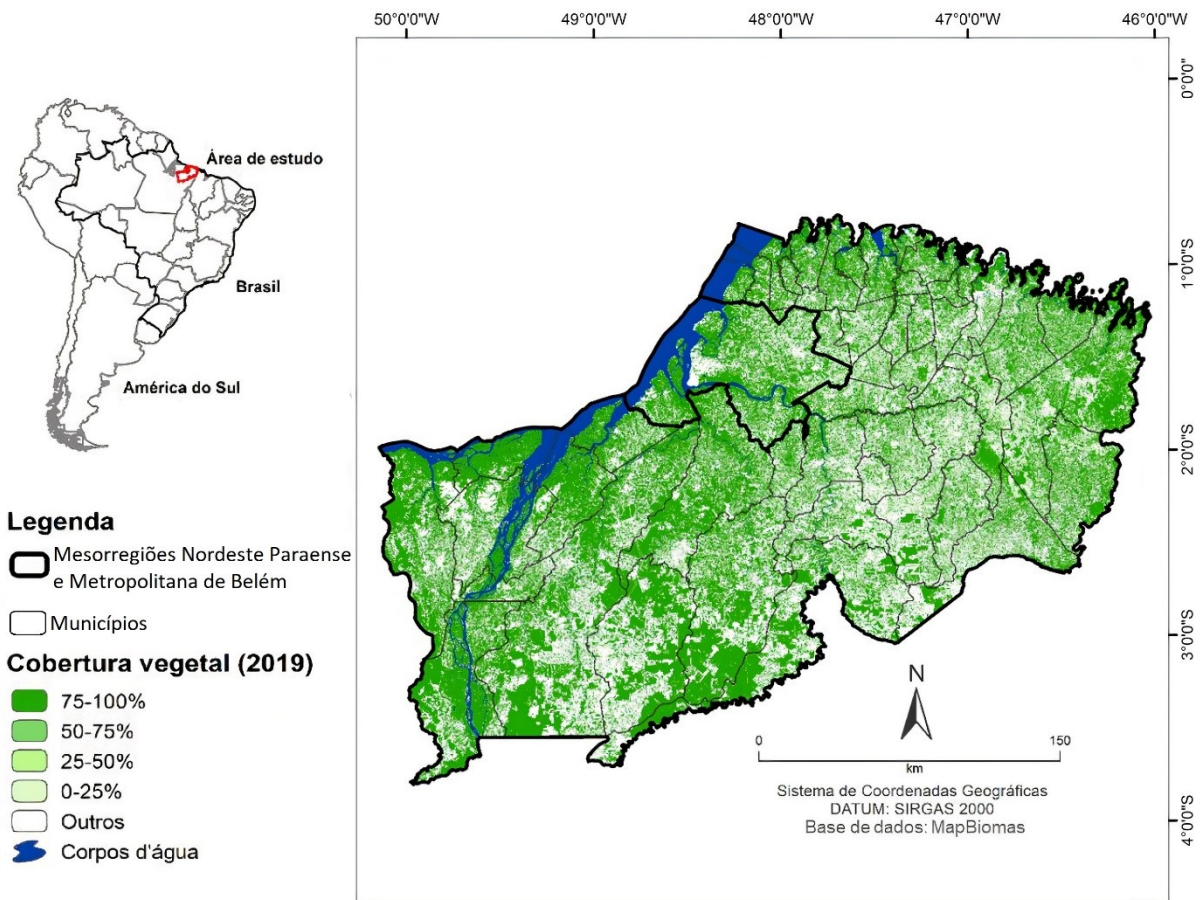 50°0'0"W
49°0'0"W
48°0'0"W
47°0'0"W
46°0'0"W
0°0'0"
1°0'0"S
2°0'0"S
3°0'0"S
4°0'0"S
Área de estudo
Brasil
América do Sul
Legenda
Mesorregiões Nordeste Paraense
e Metropolitana de Belém
Municípios
Cobertura vegetal (2019)
75-100%
50-75%
25-50%
0-25%
Outros
Corpos d'água
N
0 150
km
Sistema de Coordenadas Geográficas
DATUM: SIRGAS 2000
Base de dados: MapBiomas